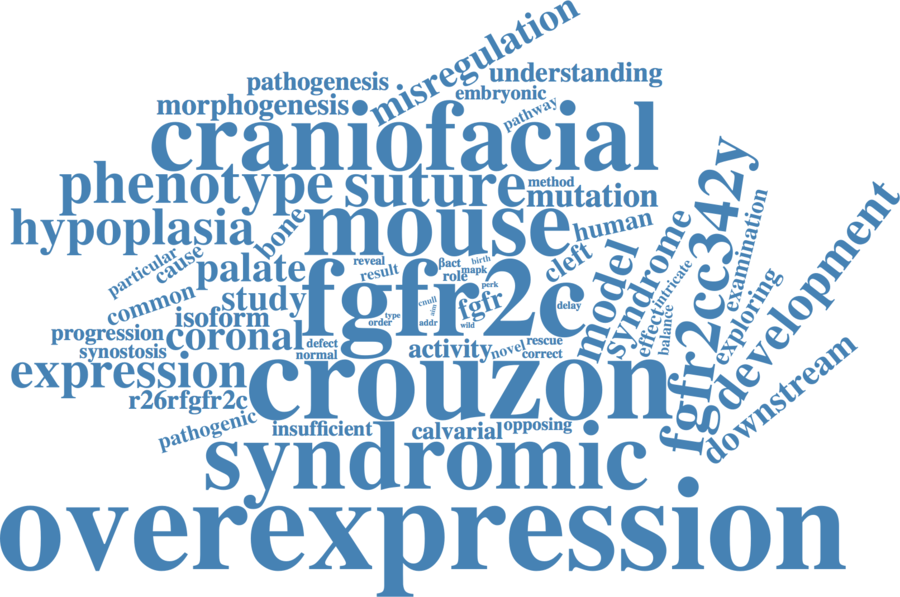 misregulation
pathogenesis
understanding
morphogenesis
embryonic
pathway
craniofacial
phenotype
suture
method
mutation
hypoplasia
bone
mouse
human
fgfr2cc342y
examination
development
particular
cause
palate
reveal
result
βact
birth
role
mapk
perk
cleft
model
syndrome
intricate
effect
balance
exploring
common
study
isoform
fgfr2c
type
order
cnull
aim
addr
fgfr
wild
delay
progression
synostosis
coronal
defect
normal
activity
novel
rescue
correct
expression
crouzon
downstream
r26rfgfr2c
pathogenic
insufficient
calvarial
opposing
syndromic
overexpression